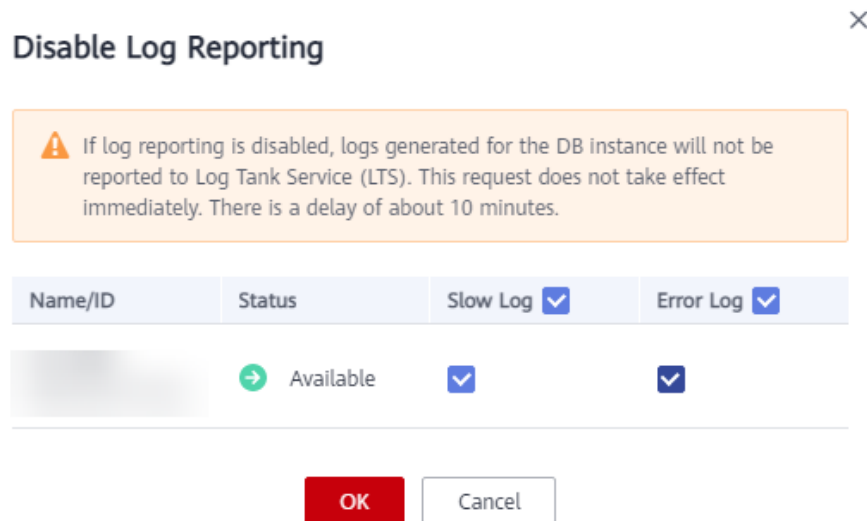 Disable Log Reporting
If log reporting is disabled, logs generated for the DB instance will not be
reported to Log Tank Service (LTS). This request does not take effect
immediately. There is a delay of about 10 minutes.
Name/ID Status Slow Log Error Log
Available
OK Cancel